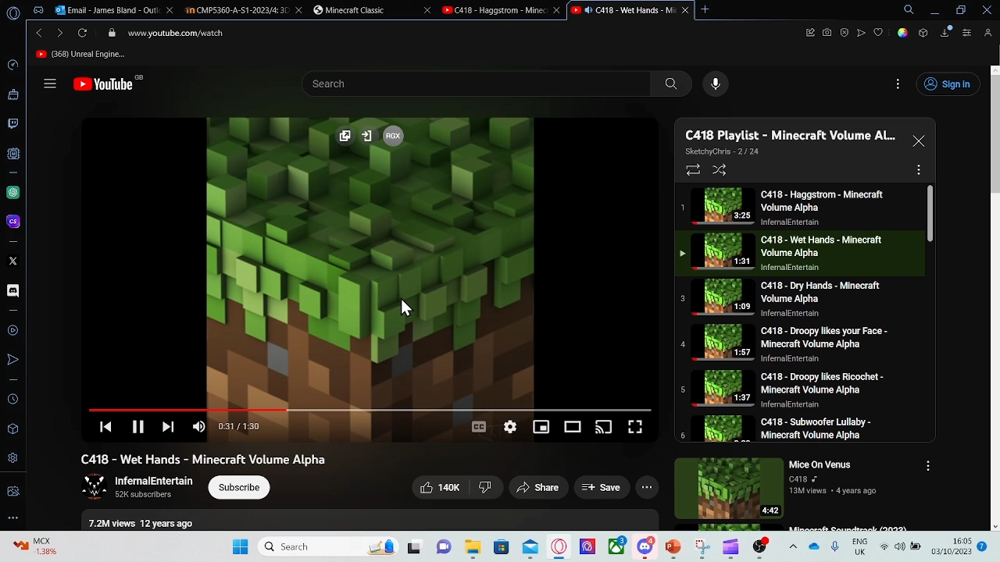 Email - James Bland - Outl
CMP5360-A-S1-2023/4: 3D
Minecraft Classic
C418 - Haggstrom - Minec
C418 - Wet Hands - Mi
www.youtube.com/watch
(368) Unreal Engine...
YouTube GB
Search
Sign in
RGX
C418 Playlist - Minecraft Volume Al...
SketchyChris - 2 / 24
1
3:25
C418 - Haggstrom - Minecraft
Volume Alpha
InfernalEntertain
1:31
C418 - Wet Hands - Minecraft
Volume Alpha
InfernalEntertain
3
1:09
C418 - Dry Hands - Minecraft
Volume Alpha
InfernalEntertain
4
1:57
C418 - Droopy likes your Face -
Minecraft Volume Alpha
InfernalEntertain
5
1:37
C418 - Droopy likes Ricochet -
Minecraft Volume Alpha
InfernalEntertain
6
C418 - Subwoofer Lullaby -
Minecraft Volume Alpha
0:31 / 1:30
CC
C418 - Wet Hands - Minecraft Volume Alpha
InfernalEntertain
52K subscribers
Subscribe
140K
Share
Save
7.2M views 12 years ago
4:42
Mice On Venus
C418
13M views • 4 years ago
Minecraft Soundtrack (2023)
MCX
-1.38%
Search
3
4
ENG
UK
16:05
03/10/2023
7